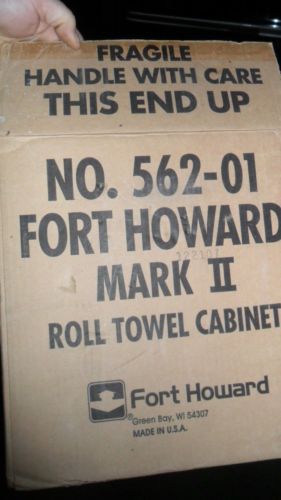 FRAGILE
HANDLE WITH CARE
THIS END UP
NO. 562-01
FORT HOWARD
122107
MARK II
ROLL TOWEL CABINET
Fort Howard
®Green Bay, WI 54307
MADE IN U.S.A.